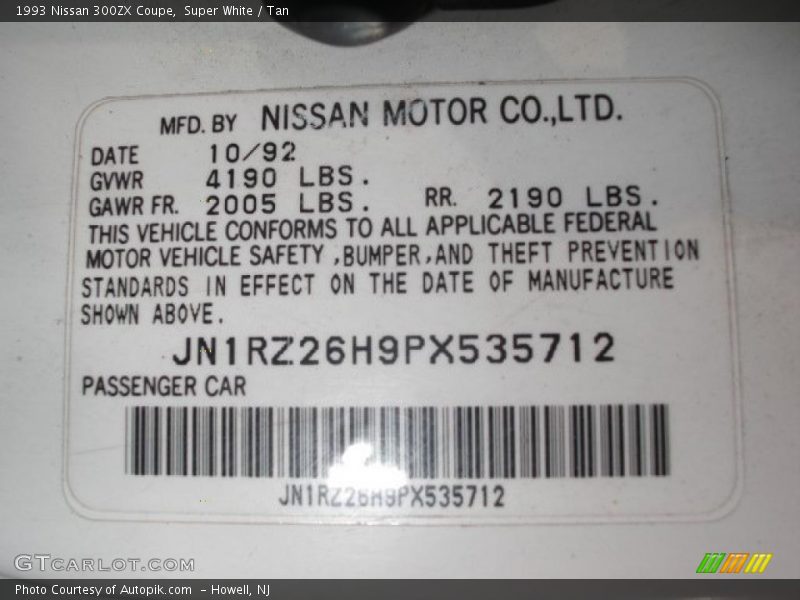 1993 Nissan 300ZX Coupe,  Super White / Tan
MFD. BY NISSAN MOTOR CO.,LTD.
DATE 10/92
GVWR 4190 LBS.
GAWR FR. 2005 LBS. RR. 2190 LBS.
THIS VEHICLE CONFORMS TO ALL APPLICABLE FEDERAL
MOTOR VEHICLE SAFETY ,BUMPER,AND THEFT PREVENTION
STANDARDS IN EFFECT ON THE DATE OF MANUFACTURE
SHOWN ABOVE.
JN1RZ26H9PX535712
PASSENGER CAR
JN1RZ26H9PX535712
GTCARLOT.COM
Photo Courtesy of Autopik.com  – Howell, NJ